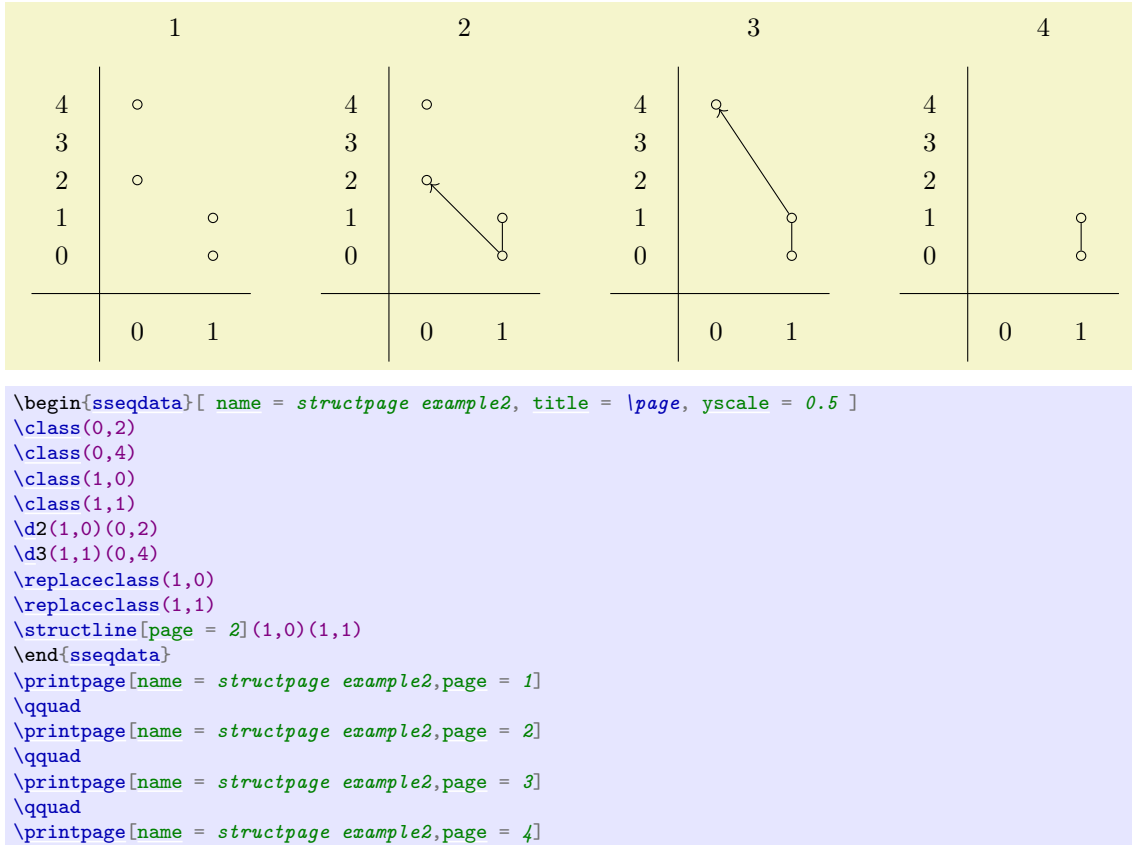 1 2 3 4
4 4 4 4
3 3 3 3
2 2 2 2
1 1 1 1
0 0 0 0
0 1 0 1 0 1 0 1
\begin{sseqdata}[ name = structpage example2, title = \page, yscale = 0.5 ]
\class(0,2)
\class(0,4)
\class(1,0)
\class(1,1)
\d2(1,0)(0,2)
\d3(1,1)(0,4)
\replaceclass(1,0)
\replaceclass(1,1)
\structline[page = 2](1,0)(1,1)
\end{sseqdata}
\printpage[name = structpage example2,page = 1]
\qquad
\printpage[name = structpage example2,page = 2]
\qquad
\printpage[name = structpage example2,page = 3]
\qquad
\printpage[name = structpage example2,page = 4]